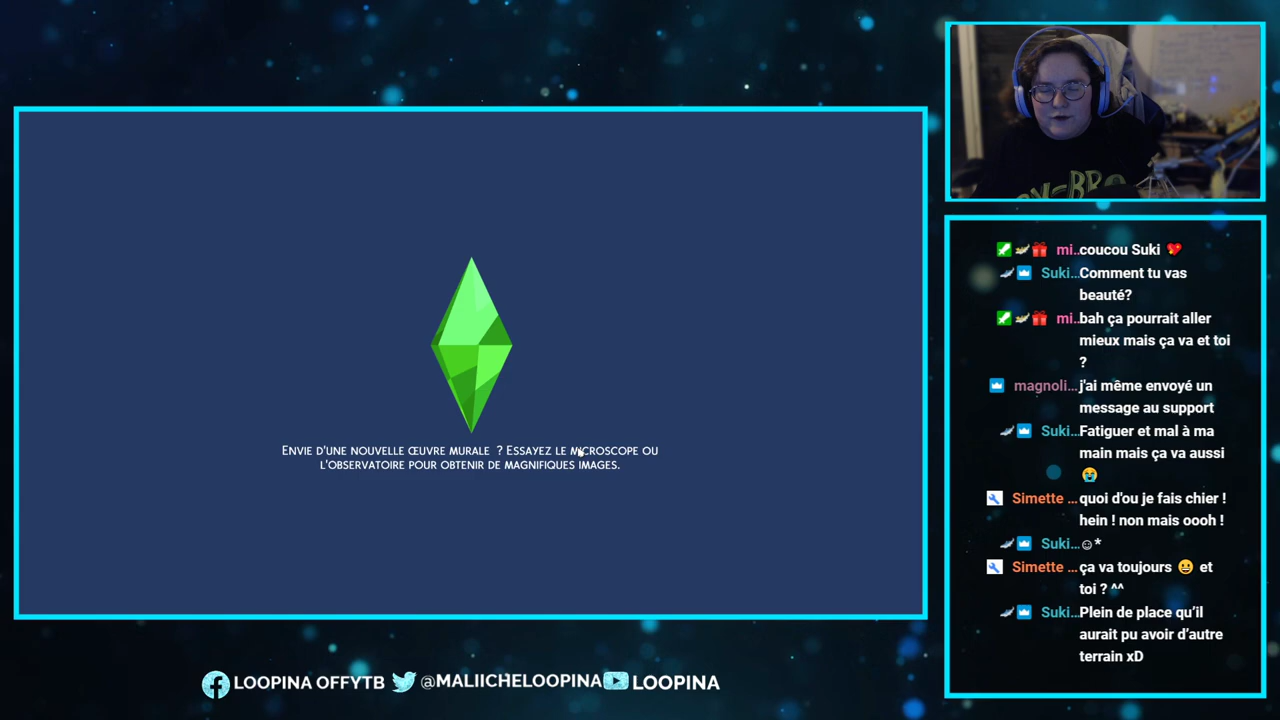 ENVIE D'UNE NOUVELLE ŒUVRE MURALE ? ESSAYEZ LE MICROSCOPE OU
L'OBSERVATOIRE POUR OBTENIR DE MAGNIFIQUES IMAGES.
mi...coucou Suki
Suki...Comment tu vas
beauté?
mi...bah ça pourrait aller
mieux mais ça va et toi
?
magnoli...j'ai même envoyé un
message au support
Suki...Fatiguer et mal à ma
main mais ça va aussi
😭
Simette ...quoi d'ou je fais chier !
hein ! non mais oooh !
Suki...☺*
Simette ...ça va toujours 😀 et
toi ? ^^
Suki...Plein de place qu'il
aurait pu avoir d'autre
terrain xD
LOOPINA OFFYTB @MALIICHELOOPINA LOOPINA